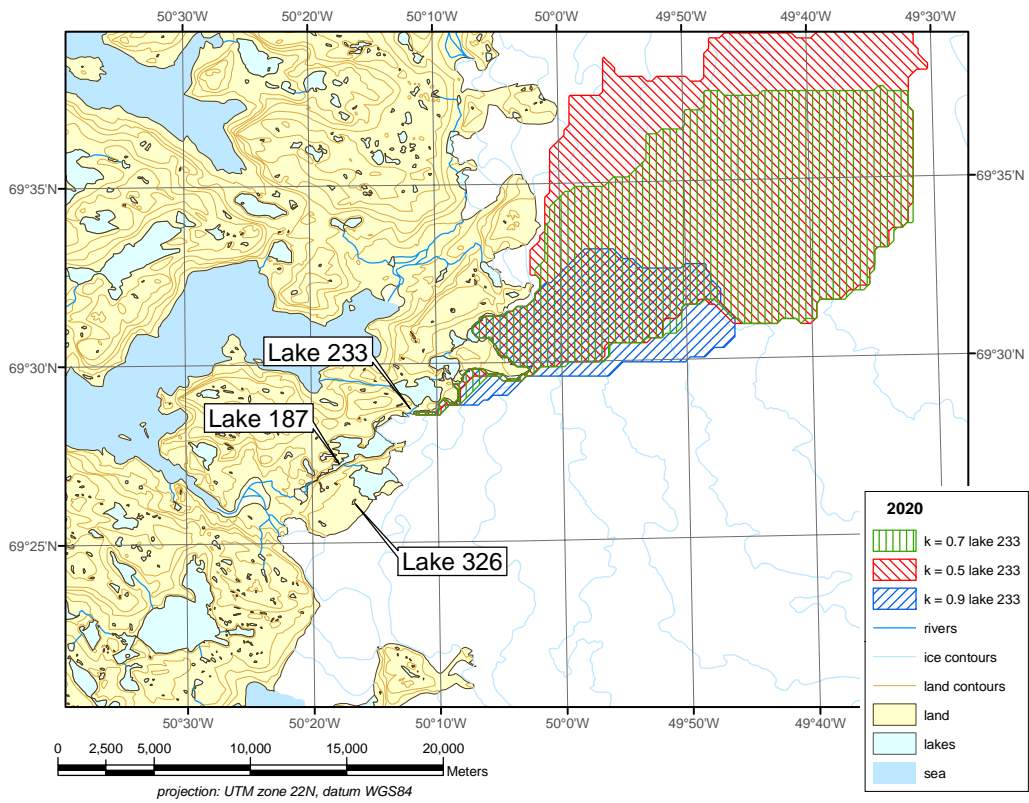 50°30'W 50°20'W 50°10'W 50°0'W 49°50'W 49°40'W 49°30'W
69°35'N 69°35'N
Lake 233
69°30'N 69°30'N
Lake 187
69°25'N
Lake 326
50°30'W 50°20'W 50°10'W 50°0'W 49°50'W 49°40'W
2020
k = 0.7 lake 233
k = 0.5 lake 233
k = 0.9 lake 233
rivers
ice contours
land contours
land
lakes
sea
0 2,500 5,000 10,000 15,000 20,000
Meters
projection: UTM zone 22N, datum WGS84